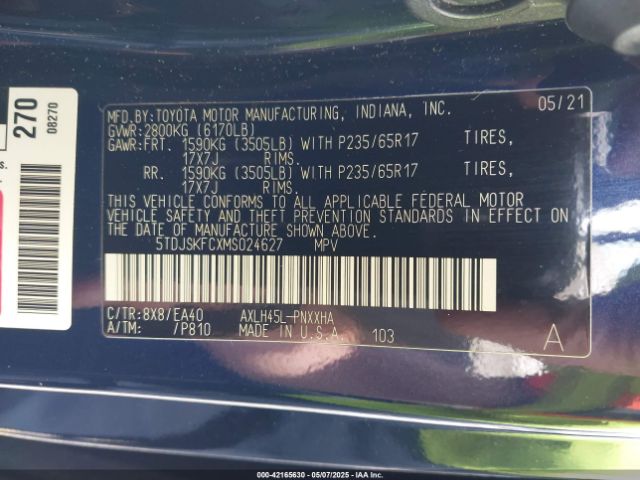 270
08270
s.
MFD.BY:TOYOTA MOTOR MANUFACTURING, INDIANA, INC. 05/21
GVWR:2800KG (6170LB)
GAWR:FRT. 1590KG (3505LB) WITH P235/65R17 TIRES,
17X7J RIMS.
RR. 1590KG (3505LB) WITH P235/65R17 TIRES,
17X7J RIMS.
THIS VEHICLE CONFORMS TO ALL APPLICABLE FEDERAL MOTOR
VEHICLE SAFETY AND THEFT PREVENTION STANDARDS IN EFFECT ON
THE DATE OF MANUFACTURE SHOWN ABOVE.
5TDJSKFCXMS024627 MPV
C/TR:8X8/EA40 AXLH45L-PNXXHA
A/TM: /P810 MADE IN U.S.A. 103 A
000-42165630 - 05/07/2025 - IAAI Copyright